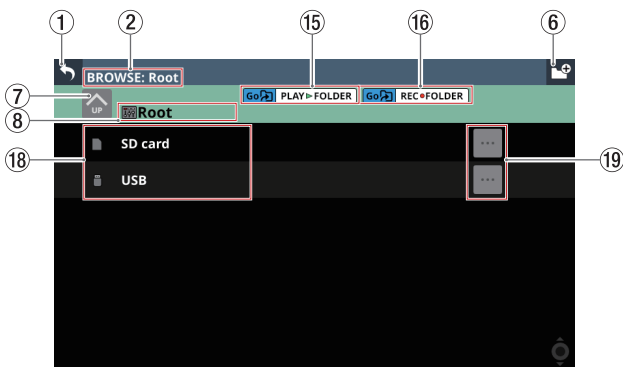 1 2 15 16 6
BROWSE: Root
7 UP Go PLAY▷FOLDER Go REC●FOLDER
8 Root
18 SD card ... 19
USB ...